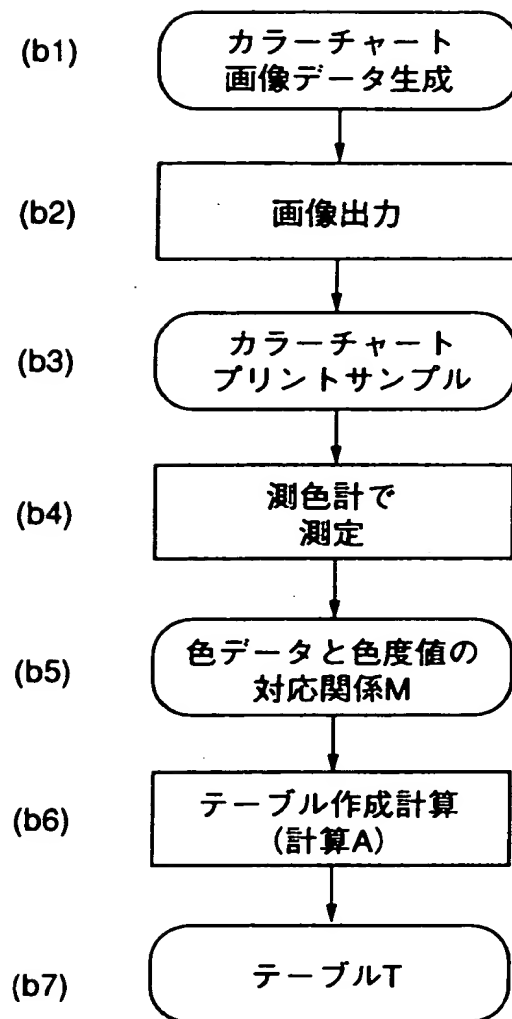 (b1)
カラーチャート
画像データ生成
(b2)
画像出力
(b3)
カラーチャート
プリントサンプル
(b4)
測色計で
測定
(b5)
色データと色度値の
対応関係M
(b6)
テーブル作成計算
(計算A)
(b7)
テーブルT